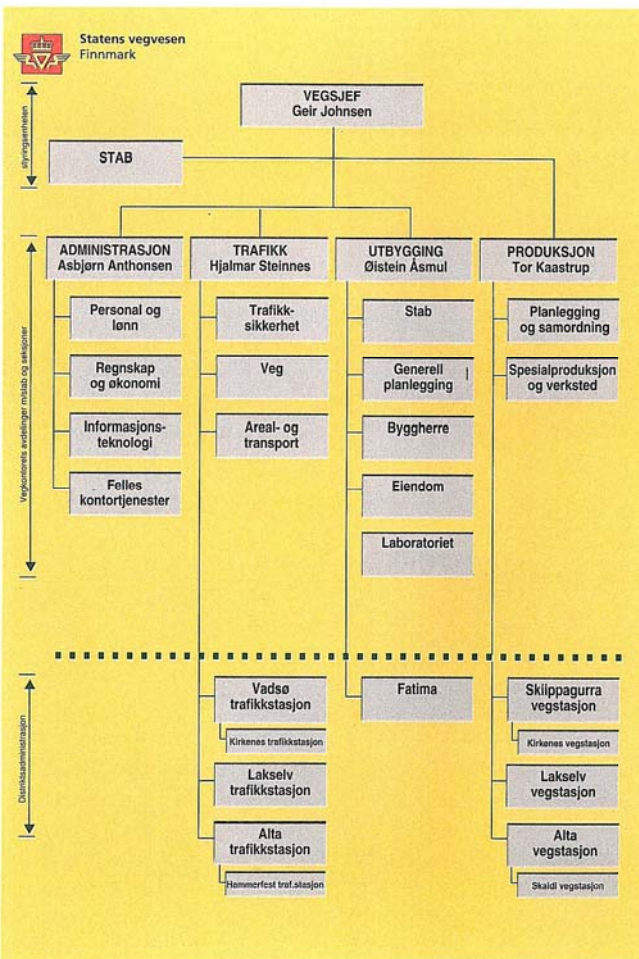 Statens vegvesen
Finnmark
VEGSJEF
Geir Johnsen
STAB
styringsenheten
ADMINISTRASJON
Asbjørn Anthonsen
TRAFIKK
Hjalmar Steinnes
UTBYGGING
Øistein Åsmul
PRODUKSJON
Tor Kaastrup
Vegkontorets avdelinger m/stab og seksjoner
Personal og
lønn
Regnskap
og økonomi
Informasjons-
teknologi
Felles
kontortjenester
Trafikk-
sikkerhet
Veg
Areal- og
transport
Stab
Generell
planlegging
Byggherre
Eiendom
Laboratoriet
Planlegging
og samordning
Spesialproduksjon
og verksted
Distriktsadministrasjon
Vadsø
trafikkstasjon
Kirkenes trafikkstasjon
Lakselv
trafikkstasjon
Alta
trafikkstasjon
Hammerfest traf.stasjon
Fatima
Skiippagurra
vegstasjon
Kirkenes vegstasjon
Lakselv
vegstasjon
Alta
vegstasjon
Skaidi vegstasjon